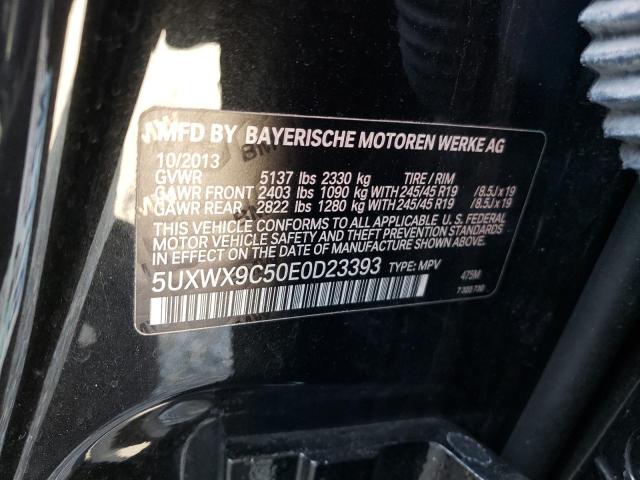 MFD BY BAYERISCHE MOTOREN WERKE AG
10/2013
GVWR 5137 lbs 2330 kg TIRE / RIM
GAWR FRONT 2403 lbs 1090 kg WITH 245/45 R19 /8.5J x 19
GAWR REAR 2822 lbs 1280 kg WITH 245/45 R19 /8.5J x 19
THIS VEHICLE CONFORMS TO ALL APPLICABLE U. S. FEDERAL
MOTOR VEHICLE SAFETY AND THEFT PREVENTION STANDARDS
IN EFFECT ON THE DATE OF MANUFACTURE SHOWN ABOVE.
5UXWX9C50E0D23393 TYPE: MPV 475M
7 303 730